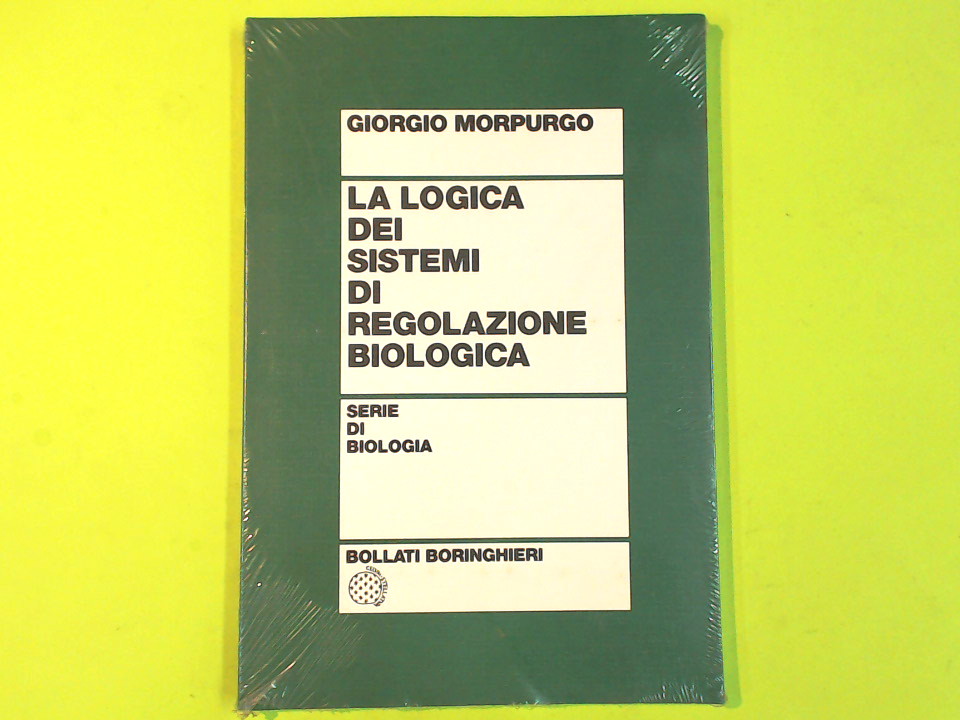 GIORGIO MORPURGO
LA LOGICA
DEI
SISTEMI
DI
REGOLAZIONE
BIOLOGICA
SERIE
DI
BIOLOGIA
BOLLATI BORINGHIERI